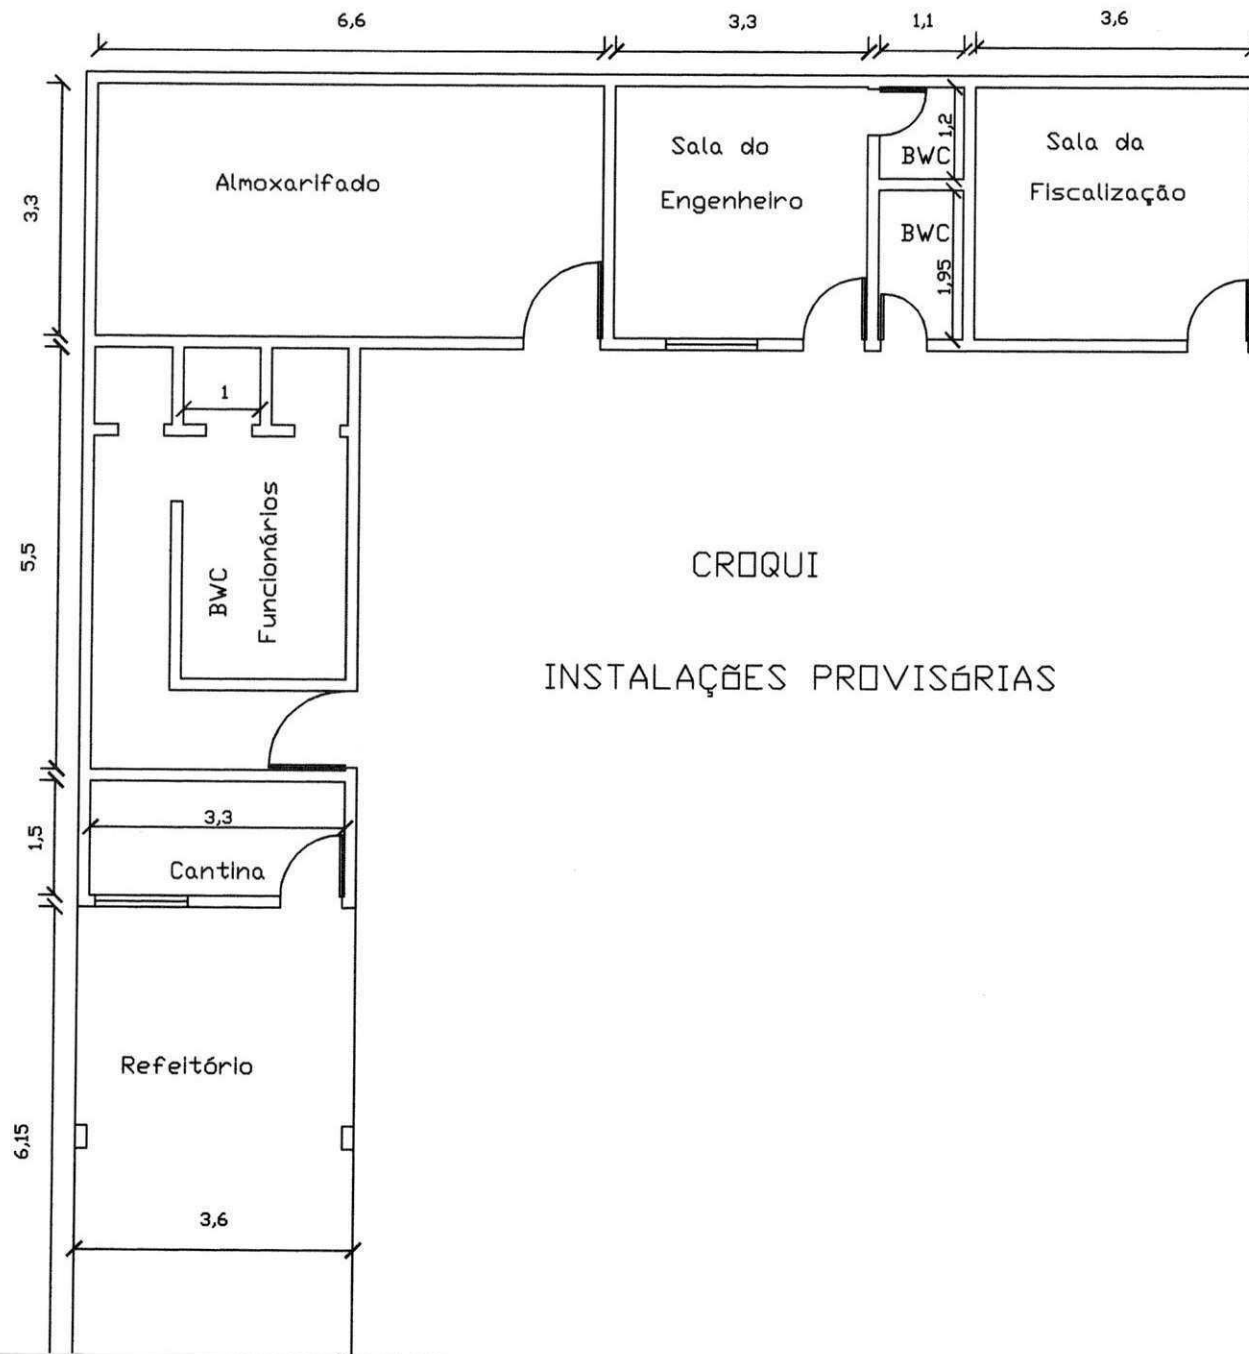 6,6
3,3
1,1
3,6
3,3
Almoxarifado
Sala do
Engenheiro
1,2
BWC
BWC
1,95
Sala da
Fiscalização
1
5,5
BWC
Funcionários
CROQUI
INSTALAÇÕES PROVISóRIAS
1,5
3,3
Cantina
Refeitório
6,15
3,6